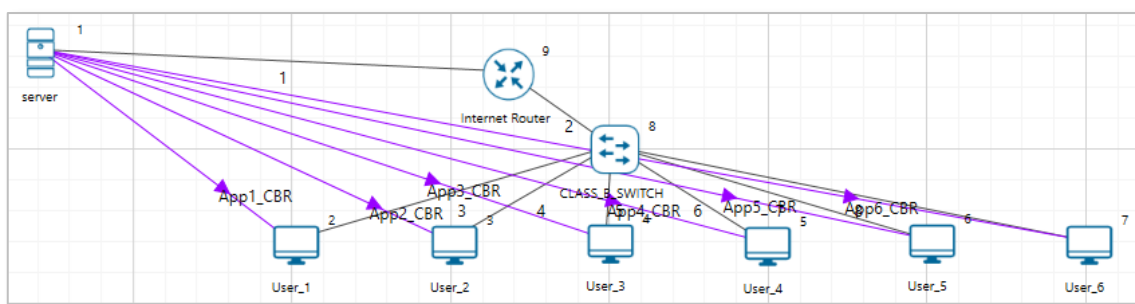 1
9
1
server
Internet Router
2
8
CLASS_B_SWITCH
App1_CBR
App2_CBR
App3_CBR
App4_CBR
App5_CBR
App6_CBR
2
3
3
4
4
6
5
6
7
User_1
User_2
User_3
User_4
User_5
User_6